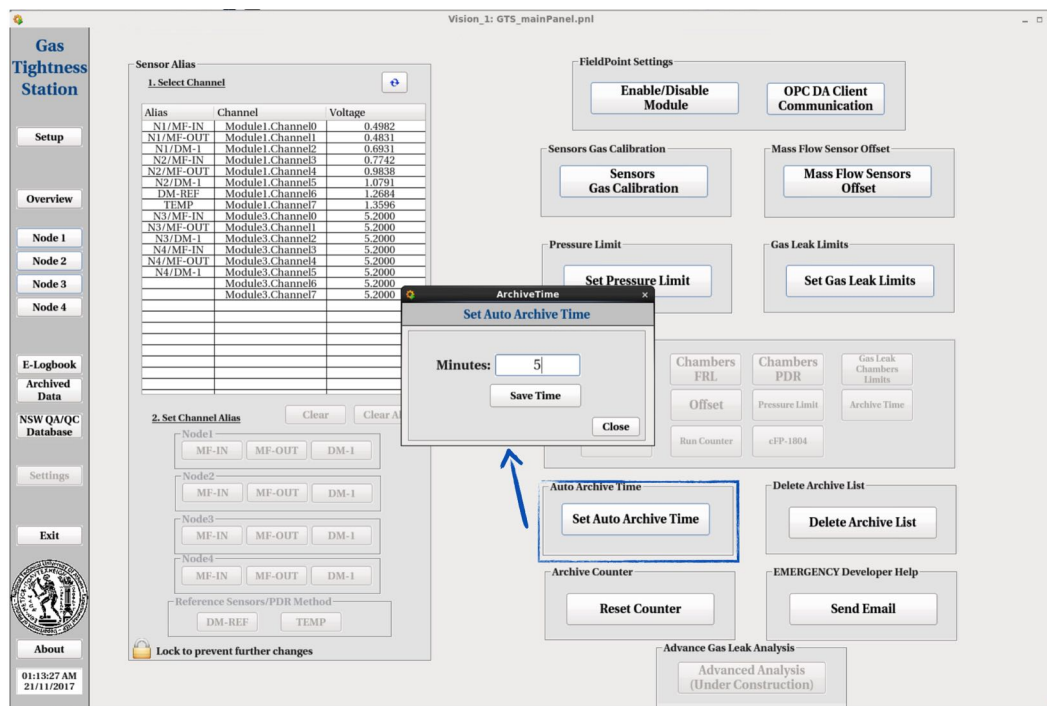 Vision_1: GTS_mainPanel.pnl
Gas
Tightness
Station
Setup
Overview
Node 1
Node 2
Node 3
Node 4
E-Logbook
Archived
Data
NSW QA/QC
Database
Settings
Exit
About
01:13:27 AM
21/11/2017
Sensor Alias
1. Select Channel
Alias Channel Voltage
N1/MF-IN Module1.Channel0 0.4982
N1/MF-OUT Module1.Channel1 0.4831
N1/DM-1 Module1.Channel2 0.6931
N2/MF-IN Module1.Channel3 0.7742
N2/MF-OUT Module1.Channel4 0.9838
N2/DM-1 Module1.Channel5 1.0791
DM-REF Module1.Channel6 1.2684
TEMP Module1.Channel7 1.3596
N3/MF-IN Module3.Channel0 5.2000
N3/MF-OUT Module3.Channel1 5.2000
N3/DM-1 Module3.Channel2 5.2000
N4/MF-IN Module3.Channel3 5.2000
N4/MF-OUT Module3.Channel4 5.2000
N4/DM-1 Module3.Channel5 5.2000
Module3.Channel6 5.2000
Module3.Channel7 5.2000
2. Set Channel Alias Clear Clear Al
Node1
MF-IN MF-OUT DM-1
Node2
MF-IN MF-OUT DM-1
Node3
MF-IN MF-OUT DM-1
Node4
MF-IN MF-OUT DM-1
Reference Sensors/PDR Method
DM-REF TEMP
Lock to prevent further changes
ArchiveTime
Set Auto Archive Time
Minutes: 5
Save Time
Close
FieldPoint Settings
Enable/Disable
Module
OPC DA Client
Communication
Sensors Gas Calibration
Sensors
Gas Calibration
Mass Flow Sensor Offset
Mass Flow Sensors
Offset
Pressure Limit
Set Pressure Limit
Gas Leak Limits
Set Gas Leak Limits
Chambers
FRL
Chambers
PDR
Gas Leak
Chambers
Limits
Offset
Pressure Limit
Archive Time
Run Counter
cFP-1804
Auto Archive Time
Set Auto Archive Time
Delete Archive List
Delete Archive List
Archive Counter
Reset Counter
EMERGENCY Developer Help
Send Email
Advance Gas Leak Analysis
Advanced Analysis
(Under Construction)